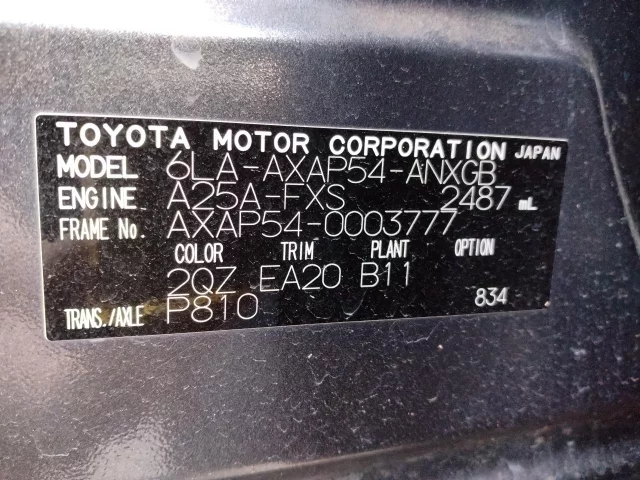 TOYOTA MOTOR CORPORATION JAPAN
MODEL 6LA-AXAP54-ANXGB
ENGINE A25A-FXS 2487 mL
FRAME No. AXAP54-0003777
COLOR TRIM PLANT OPTION
2QZ EA20 B11
TRANS./AXLE P810 834